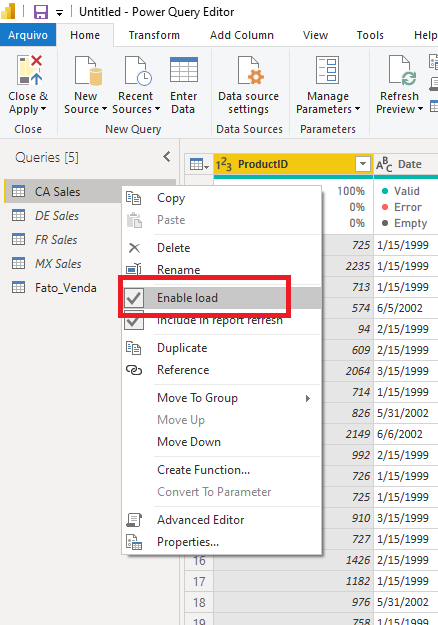 Untitled - Power Query Editor
Arquivo Home Transform Add Column View
Close & Apply
New Source
Recent Sources
Enter Data
Data source settings
Manage Parameters
Refresh Preview
Close New Query Data Sources Parameters
Queries [5]
CA Sales
DE Sales
FR Sales
MX Sales
Fato_Venda
Copy
Paste
Delete
Rename
Enable load
Include in report refresh
Duplicate
Reference
Move To Group
Move Up
Move Down
Create Function...
Convert To Parameter
Advanced Editor
Properties...
1²3 ProductID ABC Date
100% Valid
0% Error
0% Empty
725 1/15/1999
2235 1/15/1999
713 1/15/1999
574 6/5/2002
94 2/15/1999
609 2/15/1999
2064 3/15/1999
714 1/15/1999
826 5/31/2002
2149 6/6/2002
992 2/15/1999
726 1/15/1999
725 1/15/1999
910 3/15/1999
727 1/15/1999
16 1426 2/15/1999
17 1182 1/15/1999
18 976 5/31/2002
19 758 1/15/1999